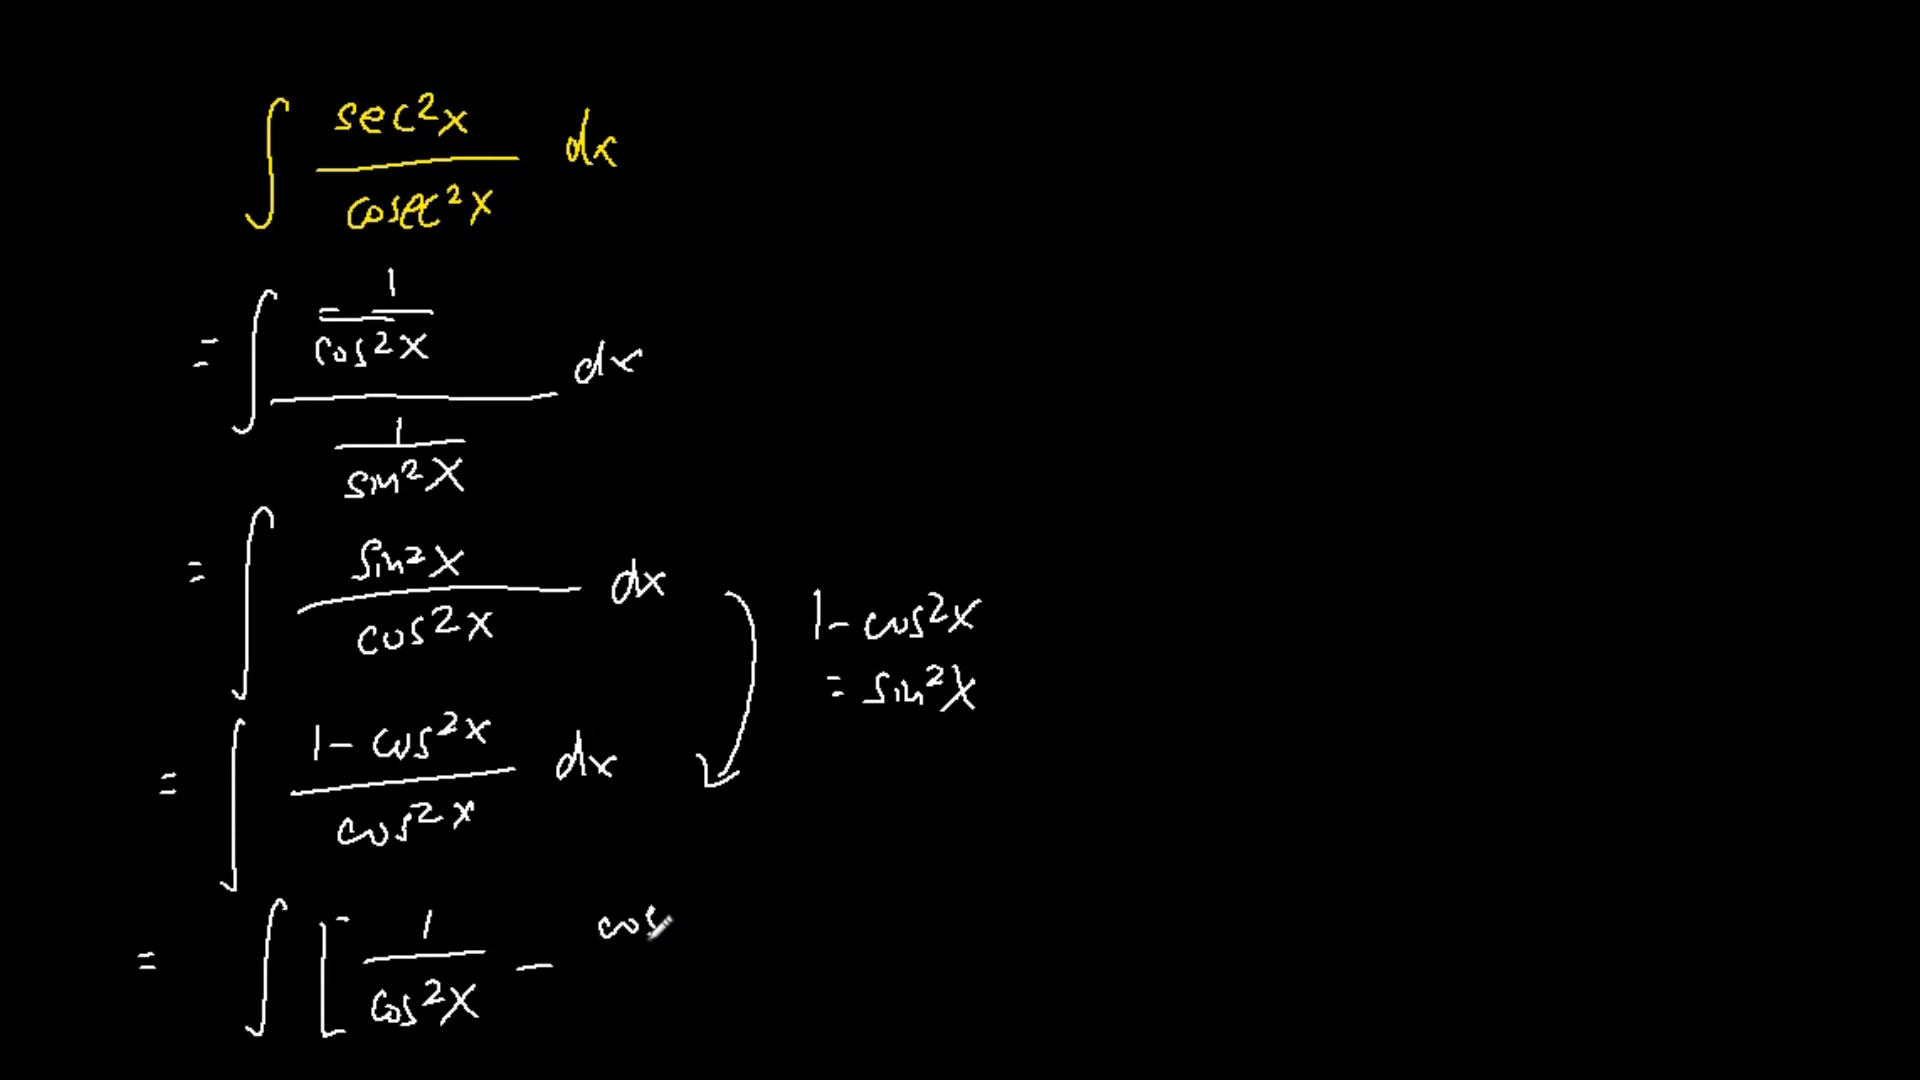 ∫ sec²x / cosec²x dx
= ∫ = 1 / cos²x / 1 / sin²x dx
= ∫ sin²x / cos²x dx
1 - cos²x
= sin²x
= ∫ 1 - cos²x / cos²x dx
= ∫ [ 1 / cos²x - cos